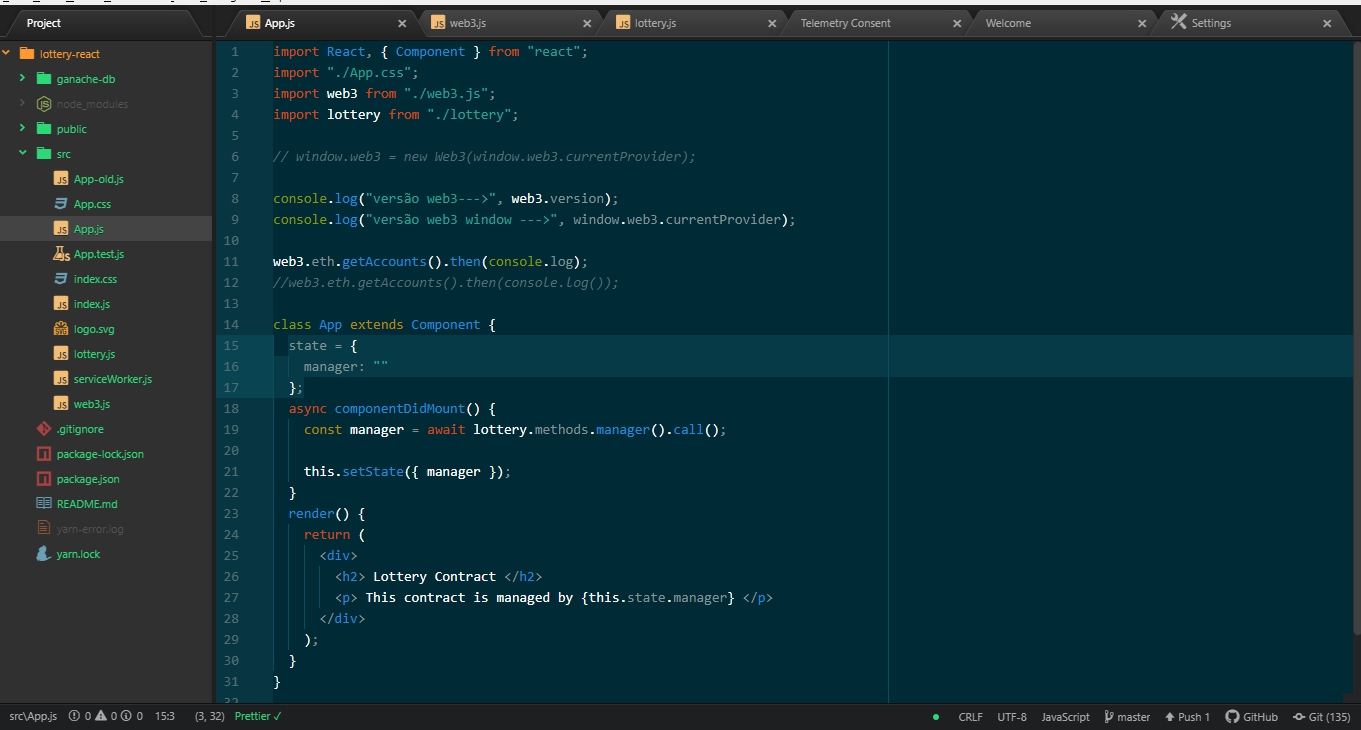 Project
App.js
web3.js
lottery.js
Telemetry Consent
Welcome
Settings
lottery-react
ganache-db
node_modules
public
src
App-old.js
App.css
App.js
App.test.js
index.css
index.js
logo.svg
lottery.js
serviceWorker.js
web3.js
.gitignore
package-lock.json
package.json
README.md
yarn-error.log
yarn.lock
1 import React, { Component } from "react";
2 import "./App.css";
3 import web3 from "./web3.js";
4 import lottery from "./lottery";
5
6 // window.web3 = new Web3(window.web3.currentProvider);
7
8 console.log("versão web3--->", web3.version);
9 console.log("versão web3 window --->", window.web3.currentProvider);
10
11 web3.eth.getAccounts().then(console.log);
12 //web3.eth.getAccounts().then(console.log());
13
14 class App extends Component {
15 state = {
16 manager: ""
17 };
18 async componentDidMount() {
19 const manager = await lottery.methods.manager().call();
20
21 this.setState({ manager });
22 }
23 render() {
24 return (
25 <div>
26 <h2> Lottery Contract </h2>
27 <p> This contract is managed by {this.state.manager} </p>
28 </div>
29 );
30 }
31 }
src\App.js 0 0 0 15:3 (3, 32) Prettier ✓ CRLF UTF-8 JavaScript master Push 1 GitHub Git (135)